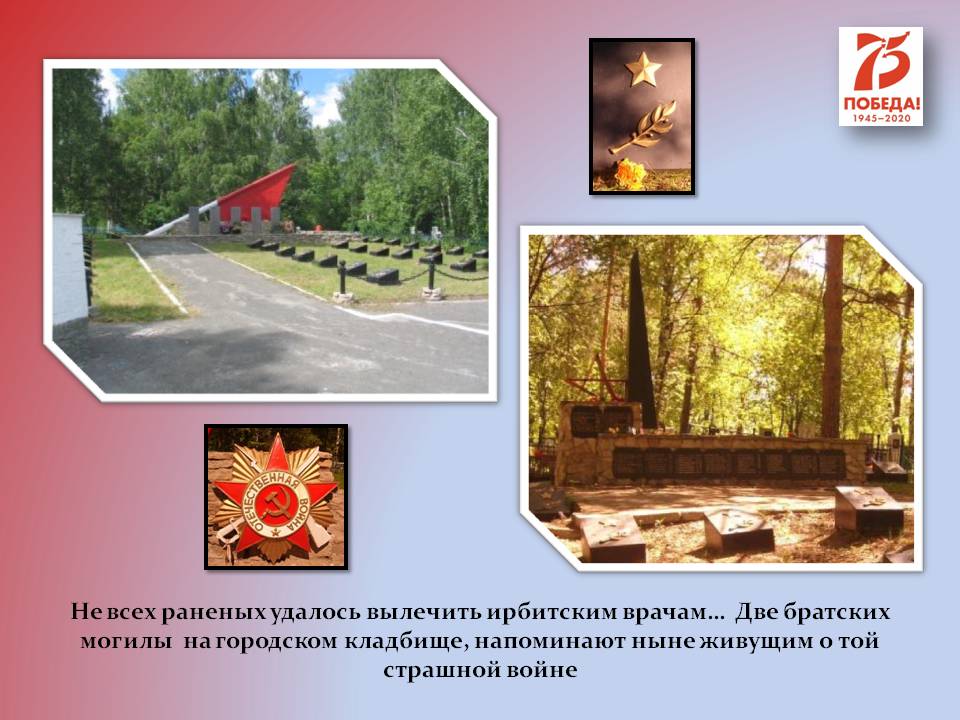 75
ПОБЕДА!
1945–2020
ОТЕЧЕСТВЕННАЯ ВОЙНА
Не всех раненых удалось вылечить ирбитским врачам... Две братских
могилы на городском кладбище, напоминают ныне живущим о той
страшной войне